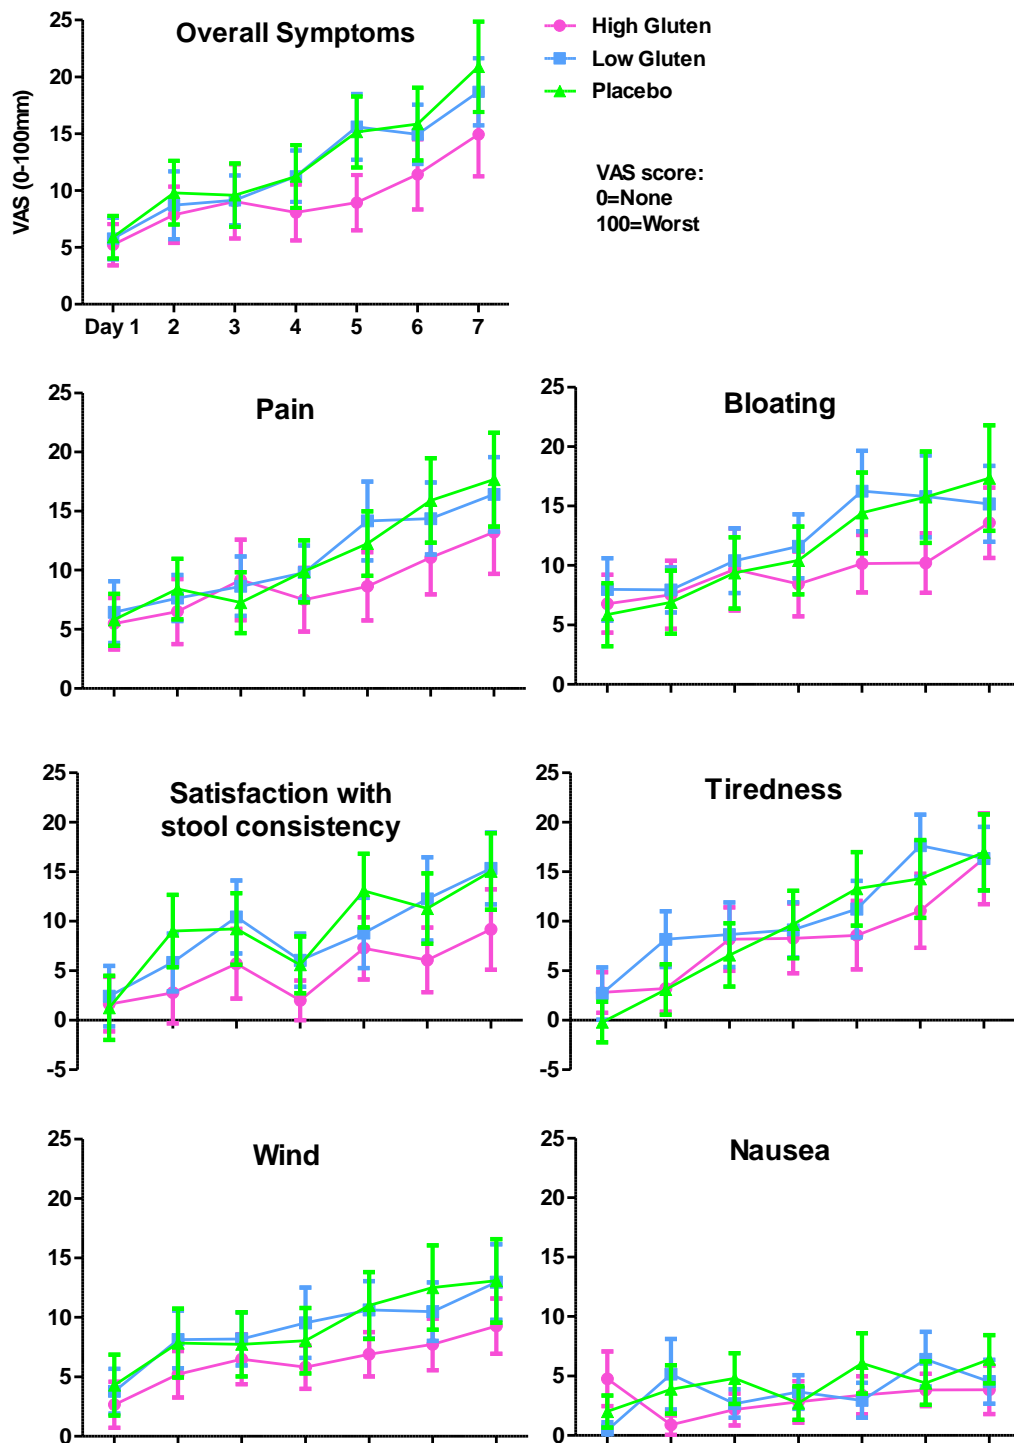 Overall Symptoms
High Gluten
Low Gluten
Placebo
VAS score:
0=None
100=Worst
VAS (0-100mm)
25
20
15
10
5
0
Day 1 2 3 4 5 6 7
Pain
25
20
15
10
5
0
Bloating
25
20
15
10
5
0
Satisfaction with
stool consistency
25
20
15
10
5
0
-5
Tiredness
25
20
15
10
5
0
-5
Wind
25
20
15
10
5
0
Nausea
25
20
15
10
5
0